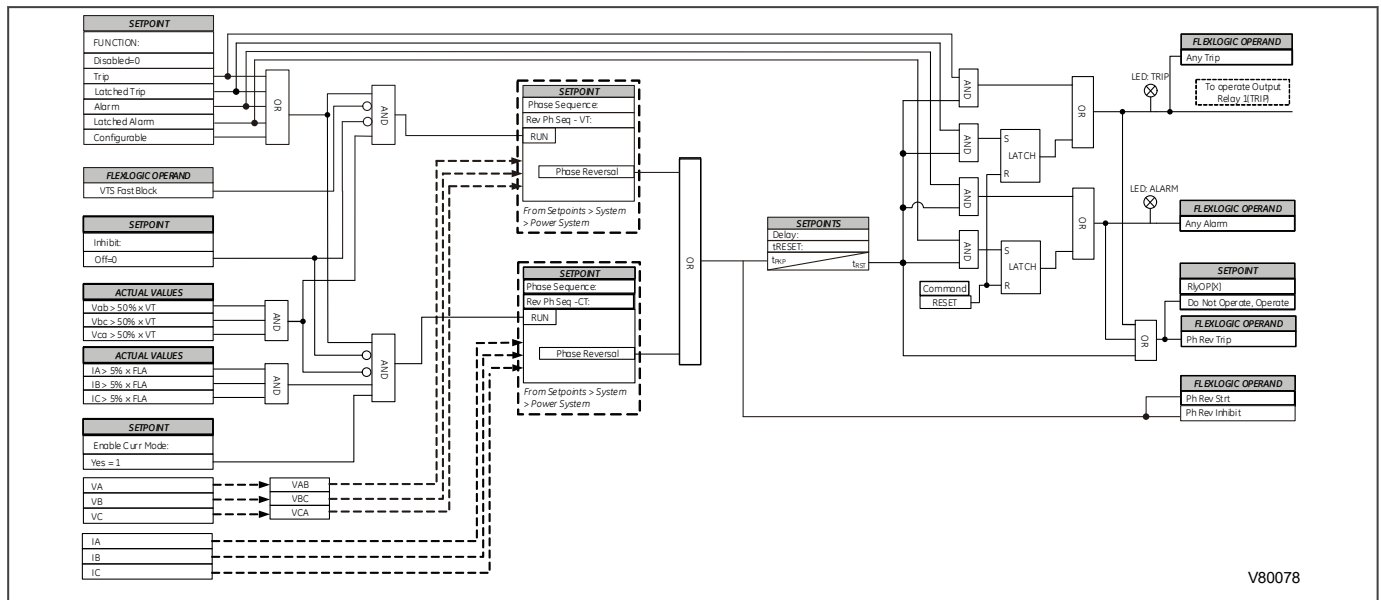 SETPOINT
FUNCTION:
Disabled=0
Trip
Latched Trip
Alarm
Latched Alarm
Configurable
OR
FLEXLOGIC OPERAND
VTS Fast Block
SETPOINT
Inhibit:
Off=0
ACTUAL VALUES
Vab > 50% x VT
Vbc > 50% x VT
Vca > 50% x VT
AND
ACTUAL VALUES
IA > 5% x FLA
IB > 5% x FLA
IC > 5% x FLA
AND
SETPOINT
Enable Curr Mode:
Yes = 1
VA
VB
VC
VAB
VBC
VCA
IA
IB
IC
AND
AND
SETPOINT
Phase Sequence:
Rev Ph Seq - VT:
RUN
Phase Reversal
From Setpoints > System
> Power System
SETPOINT
Phase Sequence:
Rev Ph Seq -CT:
RUN
Phase Reversal
From Setpoints > System
> Power System
OR
SETPOINTS
Delay:
tRESET:
tPKP
tRST
AND
AND
AND
AND
S
LATCH
R
S
LATCH
R
Command
RESET
OR
OR
OR
LED: TRIP
LED: ALARM
FLEXLOGIC OPERAND
Any Trip
To operate Output
Relay 1(TRIP)
FLEXLOGIC OPERAND
Any Alarm
SETPOINT
RlyOP[X]
Do Not Operate, Operate
FLEXLOGIC OPERAND
Ph Rev Trip
FLEXLOGIC OPERAND
Ph Rev Strt
Ph Rev Inhibit
V80078